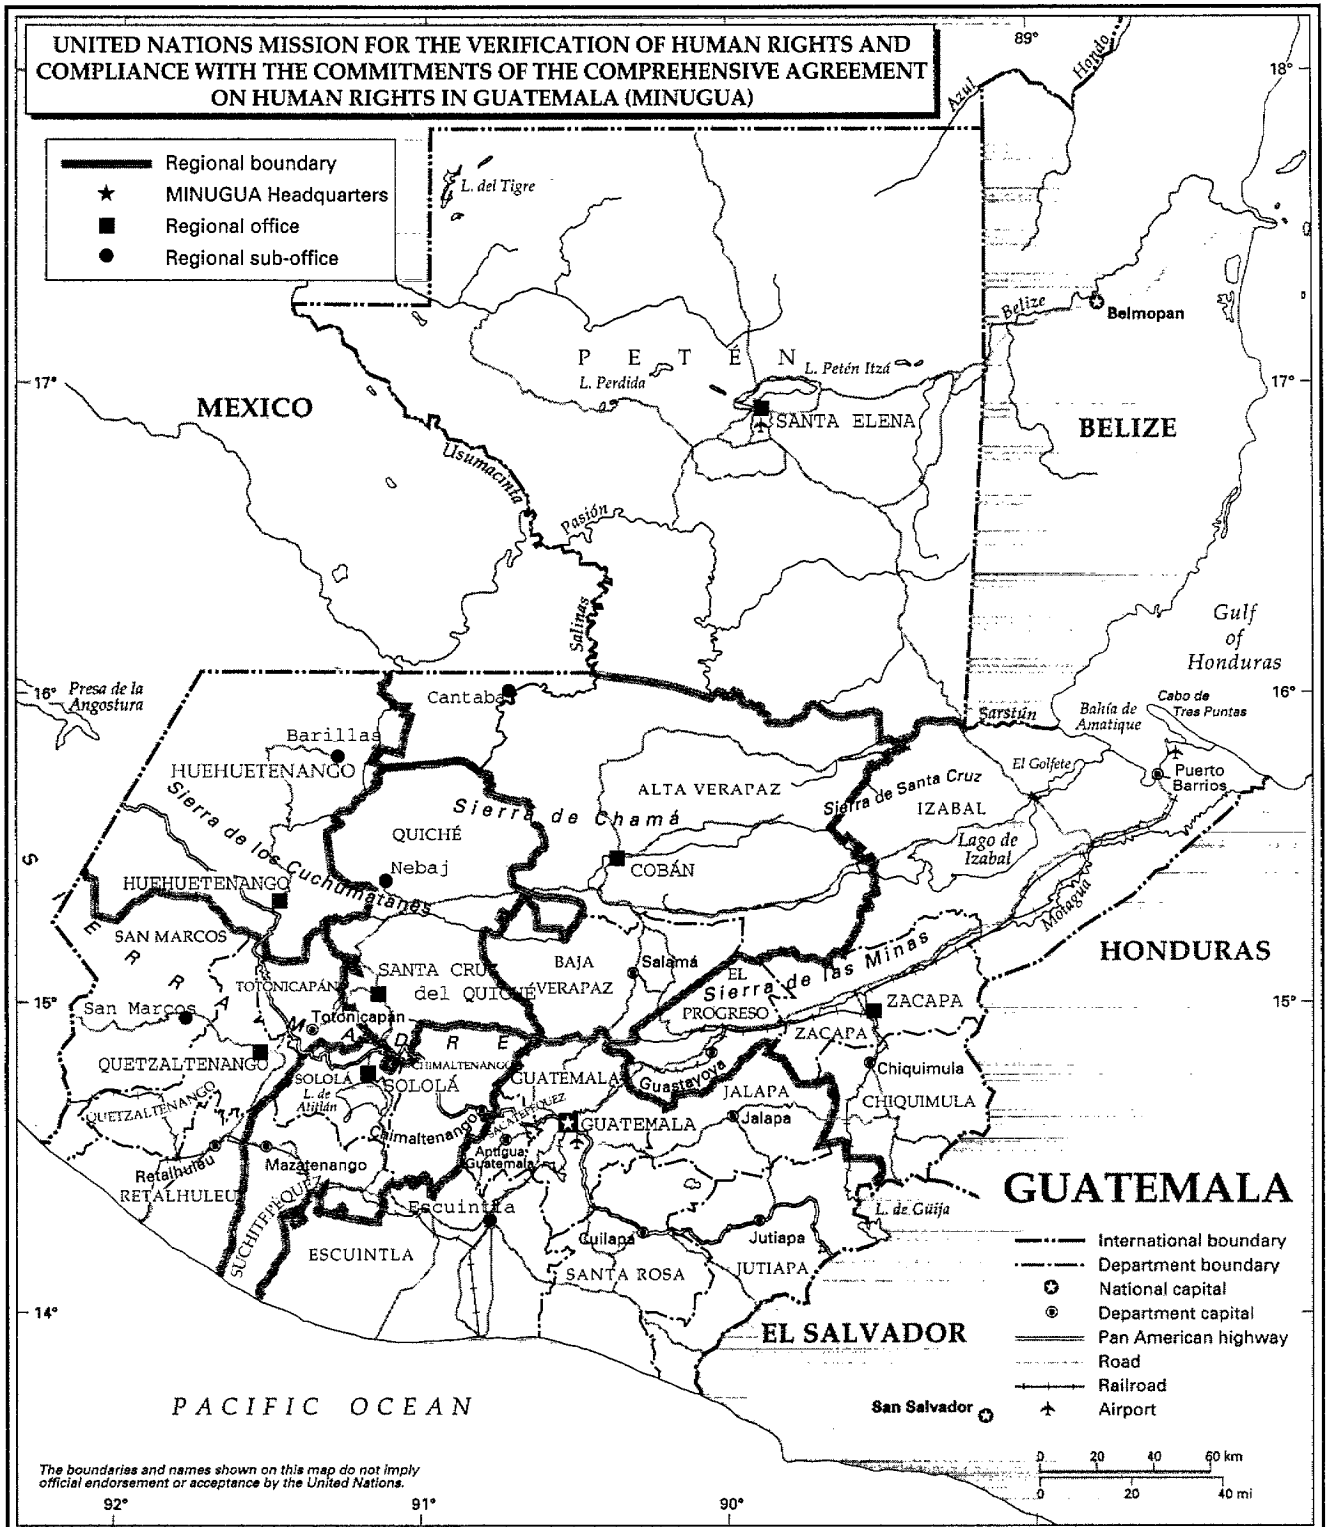 UNITED NATIONS MISSION FOR THE VERIFICATION OF HUMAN RIGHTS AND
COMPLIANCE WITH THE COMMITMENTS OF THE COMPREHENSIVE AGREEMENT
ON HUMAN RIGHTS IN GUATEMALA (MINUGUA)
89°
Hondo
Azul
18°
Regional boundary
MINUGUA Headquarters
Regional office
Regional sub-office
L. del Tigre
Belize
Belmopan
PETÉN
L. Perdida
L. Petén Itzá
17°
17°
MEXICO
SANTA ELENA
BELIZE
Usumacinta
Pasión
Salinas
Gulf
of
Honduras
16°
16°
Presa de la
Angostura
Cantaba
Sarstún
Bahía de
Amatique
Cabo de
Tres Puntas
Barillas
HUEHUETENANGO
El Golfete
Puerto
Barrios
ALTA VERAPAZ
Sierra de Santa Cruz
IZABAL
Sierra de Chamá
Sierra de los Cuchumatanes
QUICHÉ
Nebaj
Lago de
Izabal
COBÁN
HUEHUETENANGO
Motagua
SAN MARCOS
SIERRA MADRE
HONDURAS
BAJA
VERAPAZ
Salamá
EL
PROGRESO
Sierra de las Minas
TOTONICAPÁN
SANTA CRUZ
del QUICHÉ
15°
15°
San Marcos
Totonicapán
ZACAPA
ZACAPA
QUETZALTENANGO
SOLOLÁ
L. de
Atitlán
SOLOLÁ
CHIMALTENANGO
GUATEMALA
Guastavoya
Chiquimula
JALAPA
CHIQUIMULA
QUETZALTENANGO
Chimaltenango
SACATEPÉQUEZ
GUATEMALA
Jalapa
Retalhuleu
Mazatenango
Antigua
Guatemala
RETALHULEU
SUCHITEPÉQUEZ
Escuintla
L. de Güija
GUATEMALA
ESCUINTLA
Cuilapa
Jutiapa
SANTA ROSA
JUTIAPA
International boundary
Department boundary
National capital
Department capital
Pan American highway
Road
Railroad
Airport
14°
EL SALVADOR
San Salvador
PACIFIC OCEAN
0 20 40 60 km
0 20 40 mi
The boundaries and names shown on this map do not imply
official endorsement or acceptance by the United Nations.
92°
91°
90°